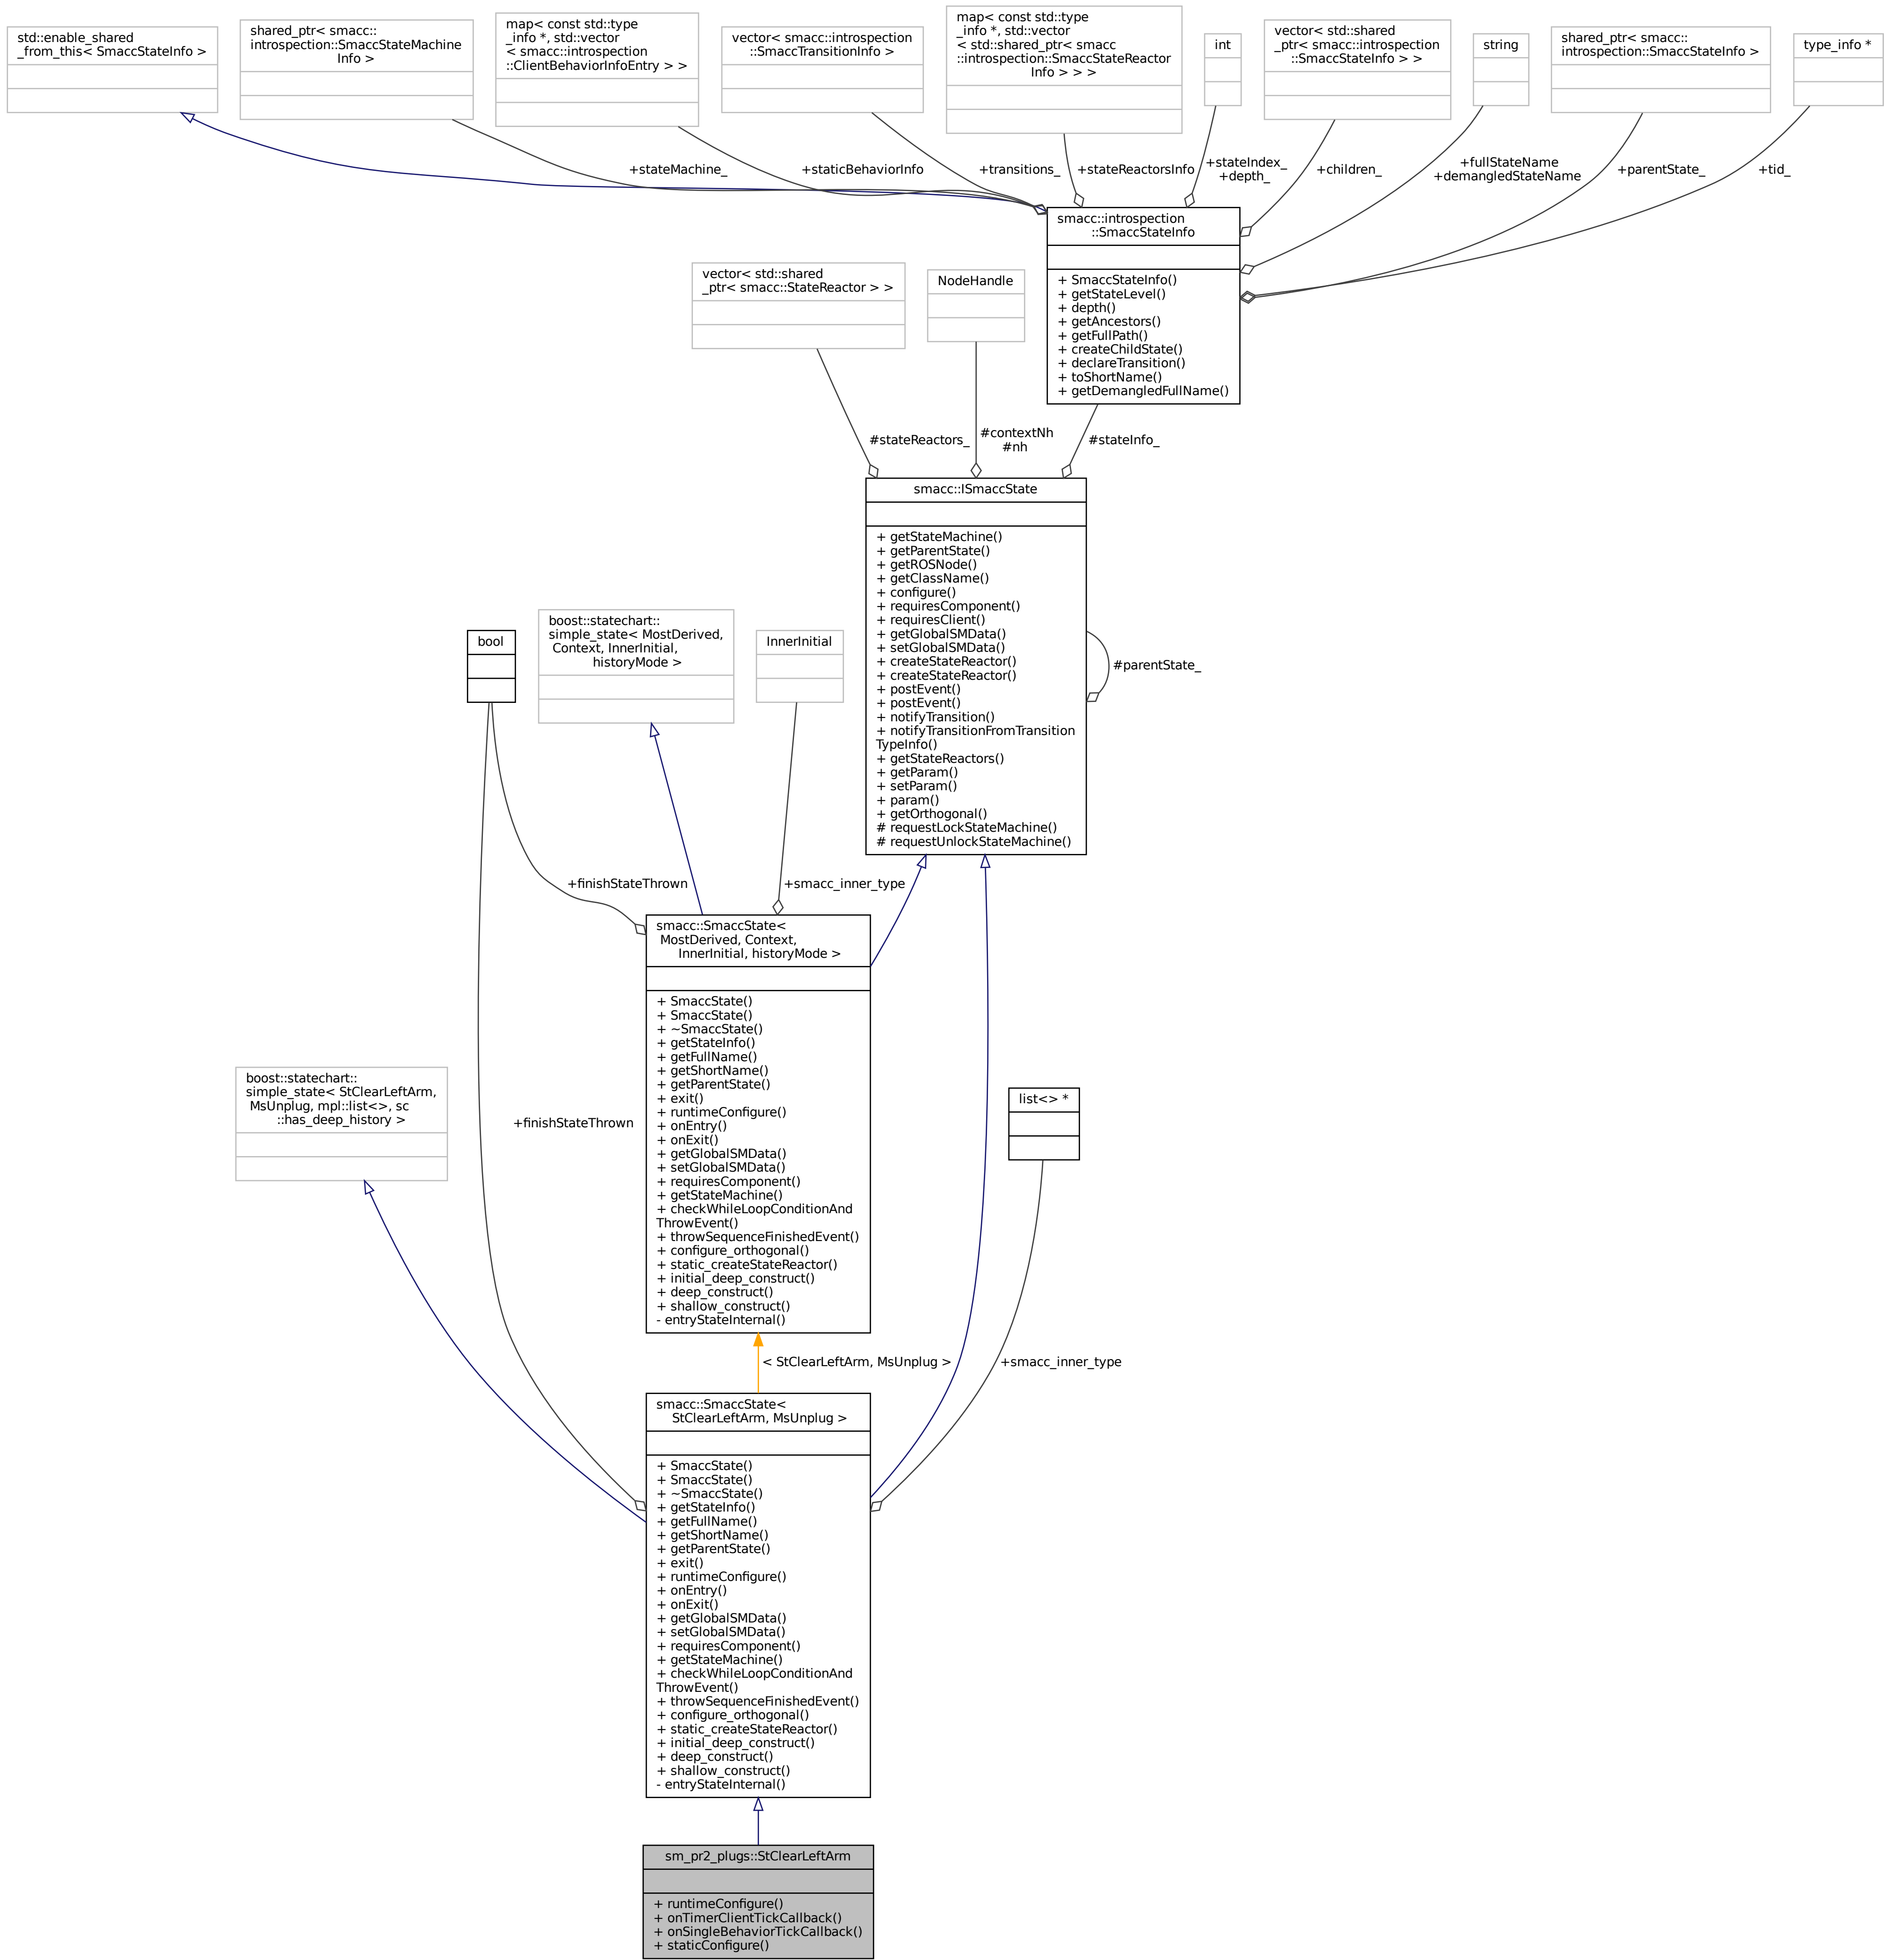 std::enable_shared
_from_this< SmaccStateInfo >
shared_ptr< smacc::
introspection::SmaccStateMachine
Info >
map< const std::type
_info *, std::vector
< smacc::introspection
::ClientBehaviorInfoEntry > >
vector< smacc::introspection
::SmaccTransitionInfo >
map< const std::type
_info *, std::vector
< std::shared_ptr< smacc
::introspection::SmaccStateReactor
Info > > >
int
vector< std::shared
_ptr< smacc::introspection
::SmaccStateInfo > >
string
shared_ptr< smacc::
introspection::SmaccStateInfo >
type_info *
+stateMachine_
+staticBehaviorInfo
+transitions_
+stateReactorsInfo
+stateIndex_
+depth_
+children_
+fullStateName
+demangledStateName
+parentState_
+tid_
smacc::introspection
::SmaccStateInfo
+ SmaccStateInfo()
+ getStateLevel()
+ depth()
+ getAncestors()
+ getFullPath()
+ createChildState()
+ declareTransition()
+ toShortName()
+ getDemangledFullName()
vector< std::shared
_ptr< smacc::StateReactor > >
NodeHandle
#stateReactors_
#contextNh
#nh
#stateInfo_
smacc::ISmaccState
+ getStateMachine()
+ getParentState()
+ getROSNode()
+ getClassName()
+ configure()
+ requiresComponent()
+ requiresClient()
+ getGlobalSMData()
+ setGlobalSMData()
+ createStateReactor()
+ createStateReactor()
+ postEvent()
+ postEvent()
+ notifyTransition()
+ notifyTransitionFromTransition
TypeInfo()
+ getStateReactors()
+ getParam()
+ setParam()
+ param()
+ getOrthogonal()
# requestLockStateMachine()
# requestUnlockStateMachine()
#parentState_
bool
boost::statechart::
simple_state< MostDerived,
Context, InnerInitial,
historyMode >
InnerInitial
+finishStateThrown
+smacc_inner_type
smacc::SmaccState<
MostDerived, Context,
InnerInitial, historyMode >
+ SmaccState()
+ SmaccState()
+ ~SmaccState()
+ getStateInfo()
+ getFullName()
+ getShortName()
+ getParentState()
+ exit()
+ runtimeConfigure()
+ onEntry()
+ onExit()
+ getGlobalSMData()
+ setGlobalSMData()
+ requiresComponent()
+ getStateMachine()
+ checkWhileLoopConditionAnd
ThrowEvent()
+ throwSequenceFinishedEvent()
+ configure_orthogonal()
+ static_createStateReactor()
+ initial_deep_construct()
+ deep_construct()
+ shallow_construct()
- entryStateInternal()
boost::statechart::
simple_state< StClearLeftArm,
MsUnplug, mpl::list<>, sc
::has_deep_history >
+finishStateThrown
list<> *
< StClearLeftArm, MsUnplug >
+smacc_inner_type
smacc::SmaccState<
StClearLeftArm, MsUnplug >
+ SmaccState()
+ SmaccState()
+ ~SmaccState()
+ getStateInfo()
+ getFullName()
+ getShortName()
+ getParentState()
+ exit()
+ runtimeConfigure()
+ onEntry()
+ onExit()
+ getGlobalSMData()
+ setGlobalSMData()
+ requiresComponent()
+ getStateMachine()
+ checkWhileLoopConditionAnd
ThrowEvent()
+ throwSequenceFinishedEvent()
+ configure_orthogonal()
+ static_createStateReactor()
+ initial_deep_construct()
+ deep_construct()
+ shallow_construct()
- entryStateInternal()
sm_pr2_plugs::StClearLeftArm
+ runtimeConfigure()
+ onTimerClientTickCallback()
+ onSingleBehaviorTickCallback()
+ staticConfigure()